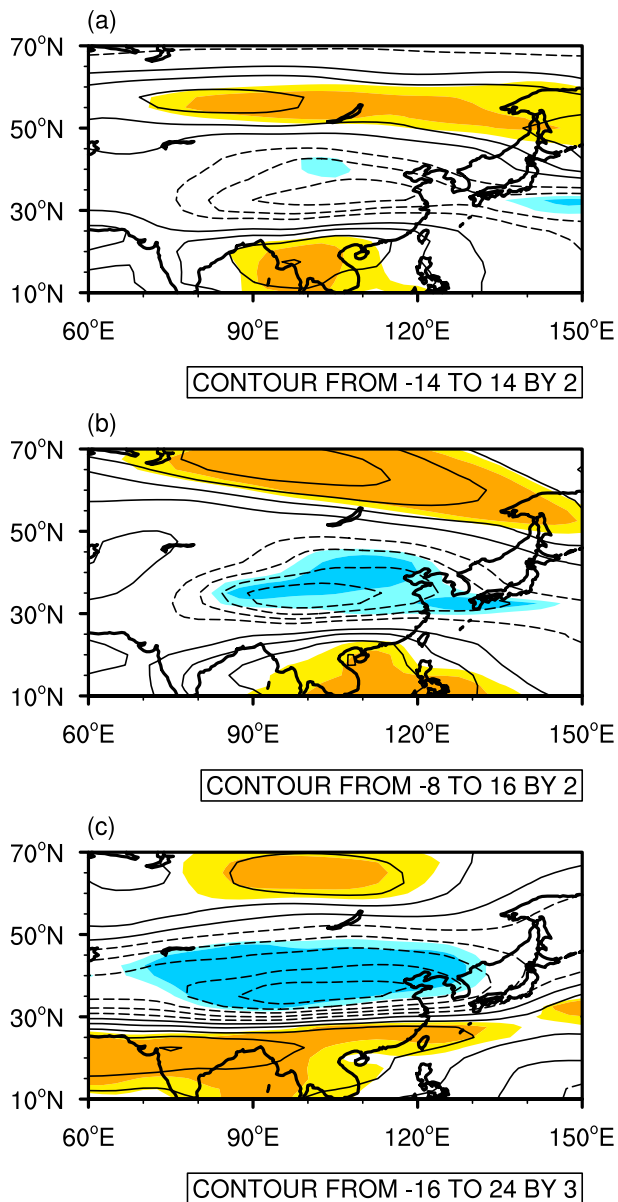 (a)
70°N
50°N
30°N
10°N
60°E 90°E 120°E 150°E
CONTOUR FROM -14 TO 14 BY 2
(b)
70°N
50°N
30°N
10°N
60°E 90°E 120°E 150°E
CONTOUR FROM -8 TO 16 BY 2
(c)
70°N
50°N
30°N
10°N
60°E 90°E 120°E 150°E
CONTOUR FROM -16 TO 24 BY 3